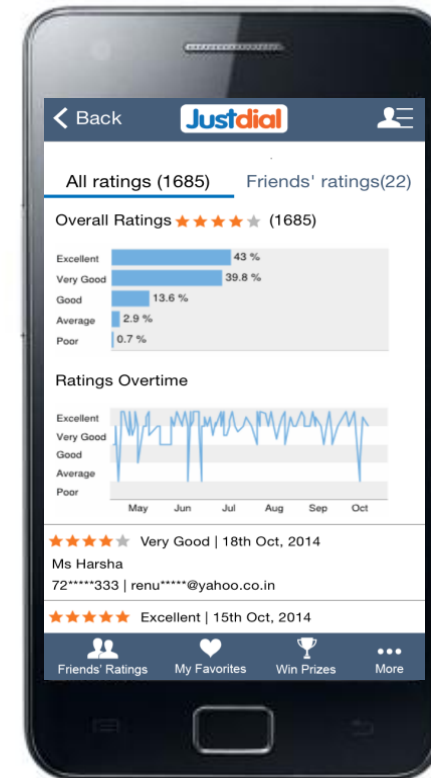 Back
Justdial
All ratings (1685)
Friends' ratings(22)
Overall Ratings (1685)
Excellent 43 %
Very Good 39.8 %
Good 13.6 %
Average 2.9 %
Poor 0.7 %
Ratings Overtime
Excellent
Very Good
Good
Average
Poor
May Jun Jul Aug Sep Oct
Very Good | 18th Oct, 2014
Ms Harsha
72*****333 | renu*****@yahoo.co.in
Excellent | 15th Oct, 2014
Friends' Ratings My Favorites Win Prizes More